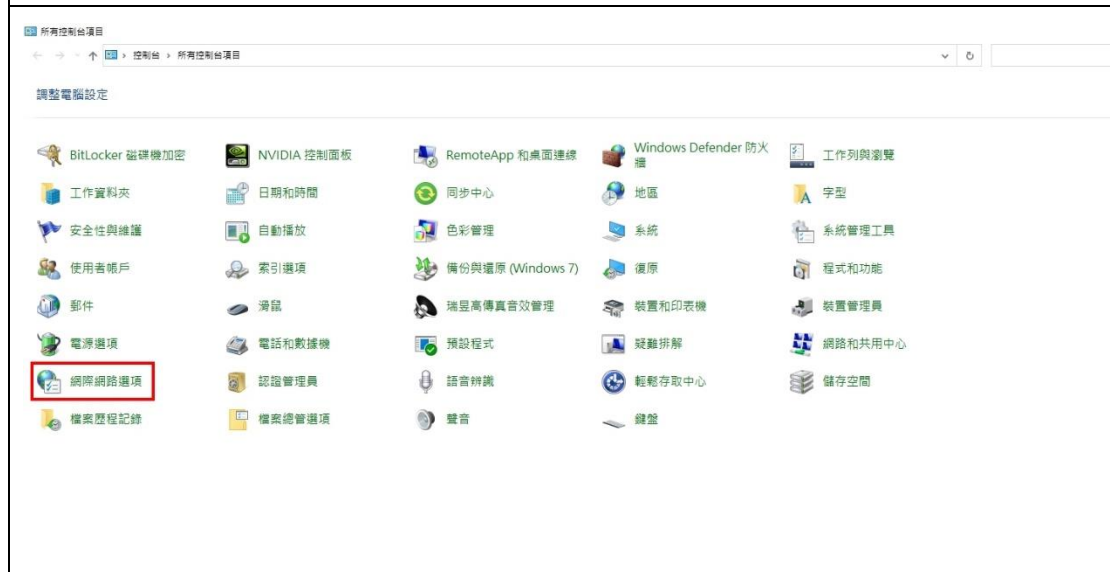 所有控制台項目
控制台 › 所有控制台項目
調整電腦設定
BitLocker 磁碟機加密
NVIDIA 控制面板
RemoteApp 和桌面連線
Windows Defender 防火
牆
工作列與瀏覽
工作資料夾
日期和時間
同步中心
地區
字型
安全性與維護
自動播放
色彩管理
系統
系統管理工具
使用者帳戶
索引選項
備份與還原 (Windows 7)
復原
程式和功能
郵件
滑鼠
瑞昱高傳真音效管理
裝置和印表機
裝置管理員
電源選項
電話和數據機
預設程式
疑難排解
網路和共用中心
網際網路選項
認證管理員
語音辨識
輕鬆存取中心
儲存空間
檔案歷程記錄
檔案總管選項
聲音
鍵盤